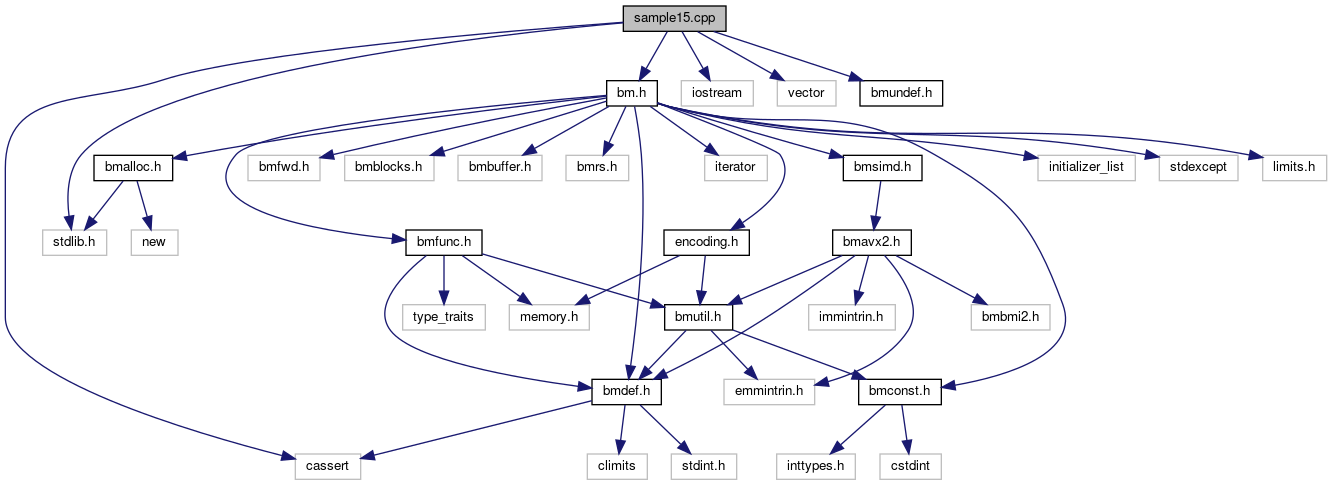 sample15.cpp
bm.h
iostream
vector
bmundef.h
bmalloc.h
bmfwd.h
bmblocks.h
bmbuffer.h
bmrs.h
iterator
bmsimd.h
initializer_list
stdexcept
limits.h
stdlib.h
new
bmfunc.h
encoding.h
bmavx2.h
type_traits
memory.h
bmutil.h
immintrin.h
bmbmi2.h
bmdef.h
emmintrin.h
bmconst.h
cassert
climits
stdint.h
inttypes.h
cstdint